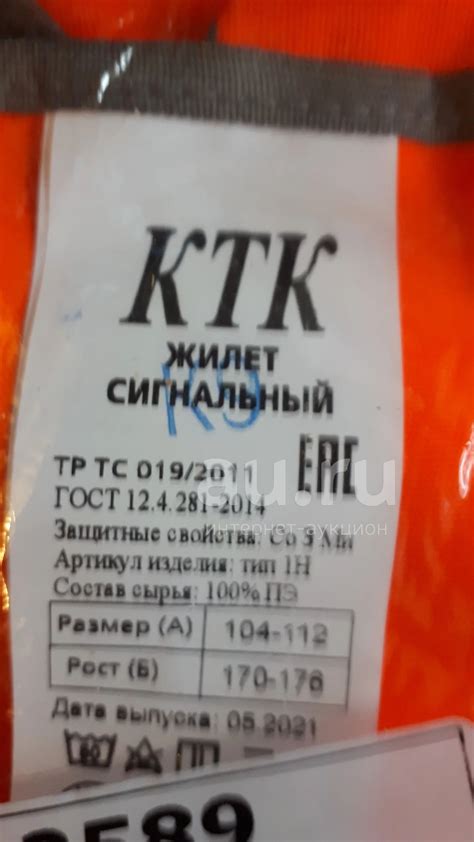 КТК
ЖИЛЕТ
СИГНАЛЬНЫЙ
К9
ТР ТС 019/2011
ЕАС
ГОСТ 12.4.281-2014
au.ru
интернет-аукцион
Защитные свойства: Со 3 Ми
Артикул изделия: тип 1Н
Состав сырья: 100% ПЭ
Размер (А) 104-112
Рост (Б) 170-176
Дата выпуска: 05.2021